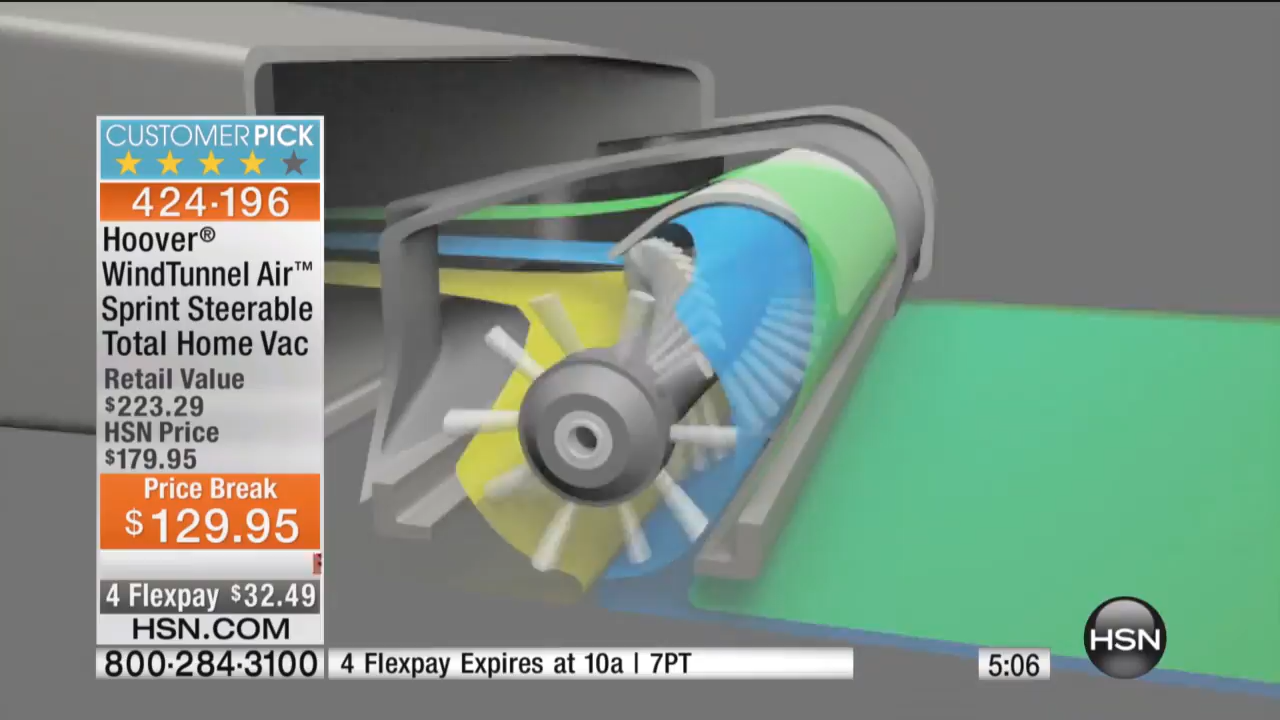 CUSTOMER PICK
424·196
Hoover®
WindTunnel Air™
Sprint Steerable
Total Home Vac
Retail Value
$223.29
HSN Price
$179.95
Price Break
$129.95
4 Flexpay $32.49
HSN.COM
800·284·3100
4 Flexpay Expires at 10a | 7PT
5:06
HSN